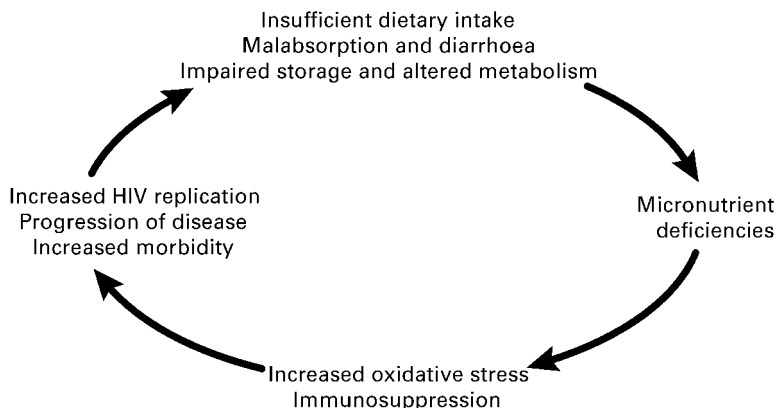 Insufficient dietary intake
Malabsorption and diarrhoea
Impaired storage and altered metabolism
Micronutrient
deficiencies
Increased oxidative stress
Immunosuppression
Increased HIV replication
Progression of disease
Increased morbidity